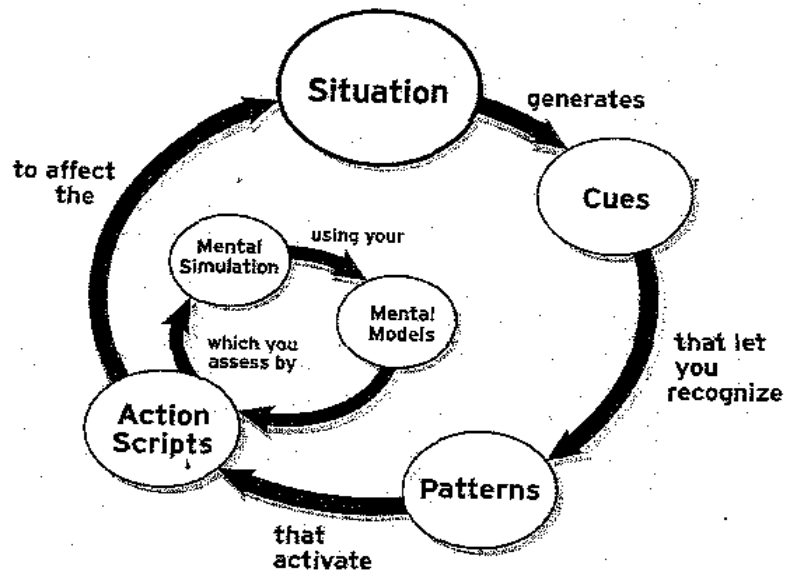 Situation
generates
Cues
that let
you
recognize
Patterns
that
activate
Action
Scripts
which you
assess by
Mental
Simulation
using your
Mental
Models
to affect
the